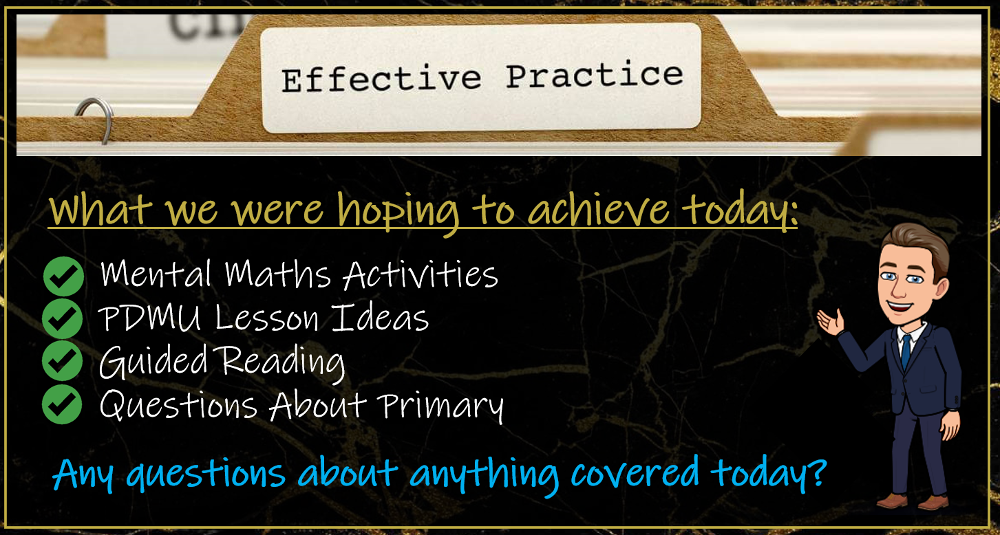 Effective Practice
What we were hoping to achieve today:
Mental Maths Activities
PDMU Lesson Ideas
Guided Reading
Questions About Primary
Any questions about anything covered today?